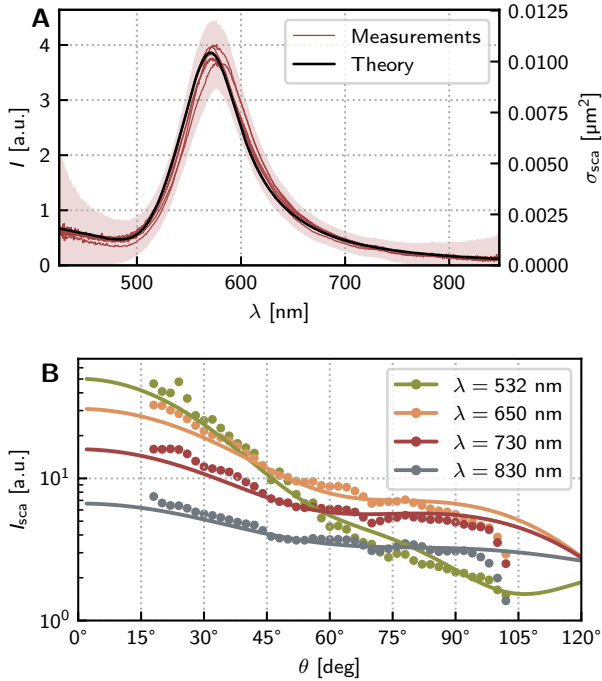 A
Measurements
Theory
I [a.u.]
4
3
2
1
0
0.0125
0.0100
0.0075
0.0050
0.0025
0.0000
σsca [µm²]
500 600 700 800
λ [nm]
B
λ = 532 nm
λ = 650 nm
λ = 730 nm
λ = 830 nm
Isca [a.u.]
10¹
10⁰
0° 15° 30° 45° 60° 75° 90° 105° 120°
θ [deg]